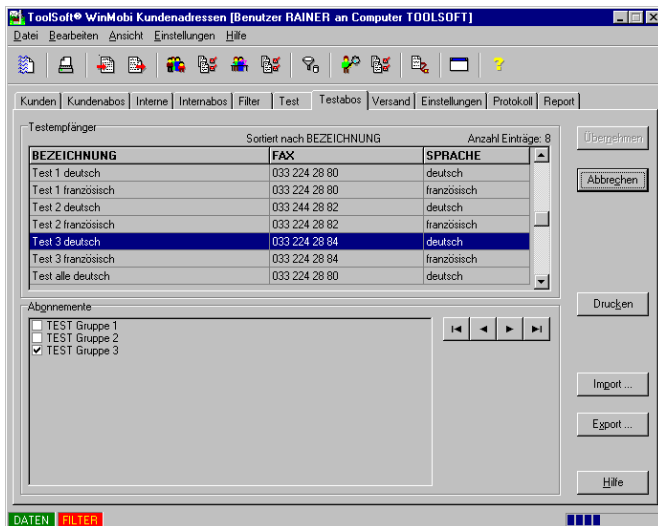 ToolSoft® WinMobi Kundenadressen [Benutzer RAINER an Computer TOOLSOFT]
Datei Bearbeiten Ansicht Einstellungen Hilfe
Kunden Kundenabos Interne Internabos Filter Test Testabos Versand Einstellungen Protokoll Report
Testempfänger
Sortiert nach BEZEICHNUNG Anzahl Einträge: 8
BEZEICHNUNG FAX SPRACHE
Test 1 deutsch 033 224 28 80 deutsch
Test 1 französisch 033 224 28 80 französisch
Test 2 deutsch 033 244 28 82 deutsch
Test 2 französisch 033 224 28 82 französisch
Test 3 deutsch 033 224 28 84 deutsch
Test 3 französisch 033 224 28 84 französisch
Test alle deutsch 033 224 28 80 deutsch
Übernehmen
Abbrechen
Abonnemente
TEST Gruppe 1
TEST Gruppe 2
TEST Gruppe 3
Drucken
Import ...
Export ...
Hilfe
DATEN FILTER